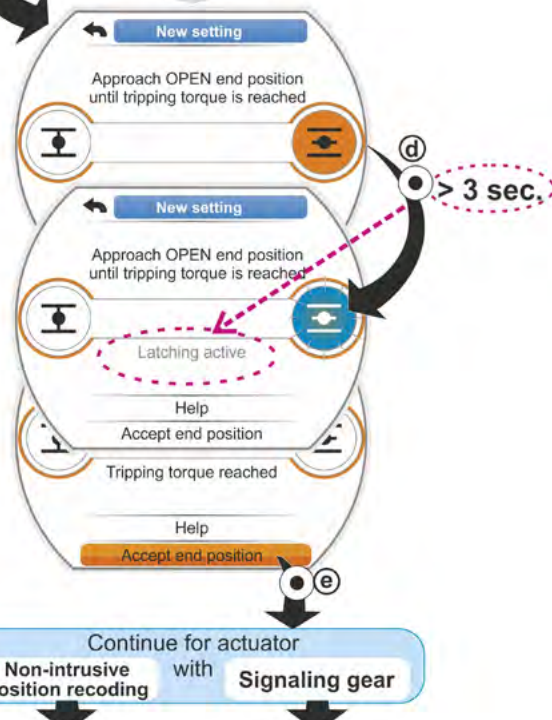 New setting
Approach OPEN end position
until tripping torque is reached
d
> 3 sec.
New setting
Approach OPEN end position
until tripping torque is reached
Latching active
Help
Accept end position
Tripping torque reached
Help
Accept end position
e
Continue for actuator
with
Non-intrusive
osition recoding
Signaling gear